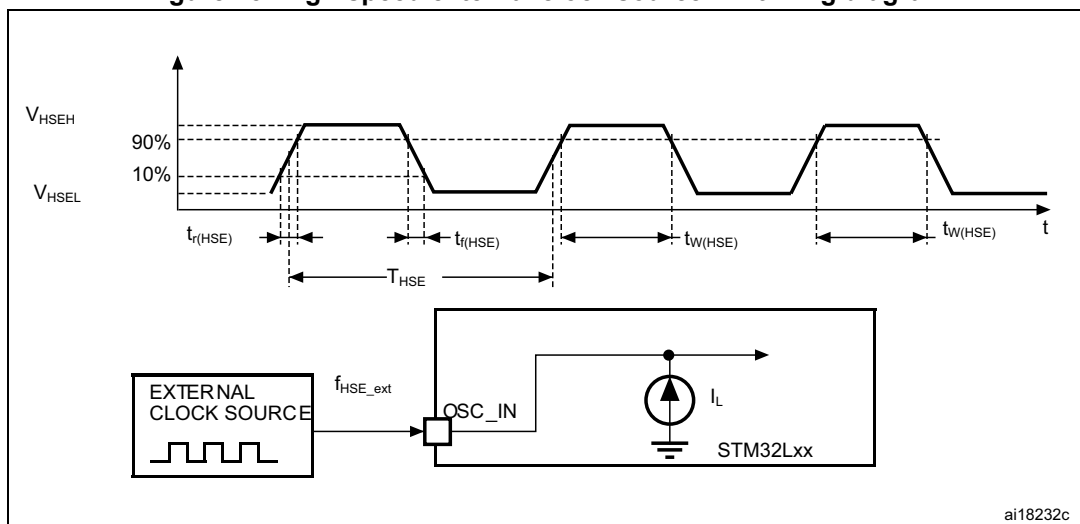 V_HSEH
90%
10%
V_HSEL
t_r(HSE)
t_f(HSE)
t_W(HSE)
t_W(HSE)
t
T_HSE
EXTERNAL
CLOCK SOURCE
f_HSE_ext
OSC_IN
I_L
STM32Lxx
ai18232c